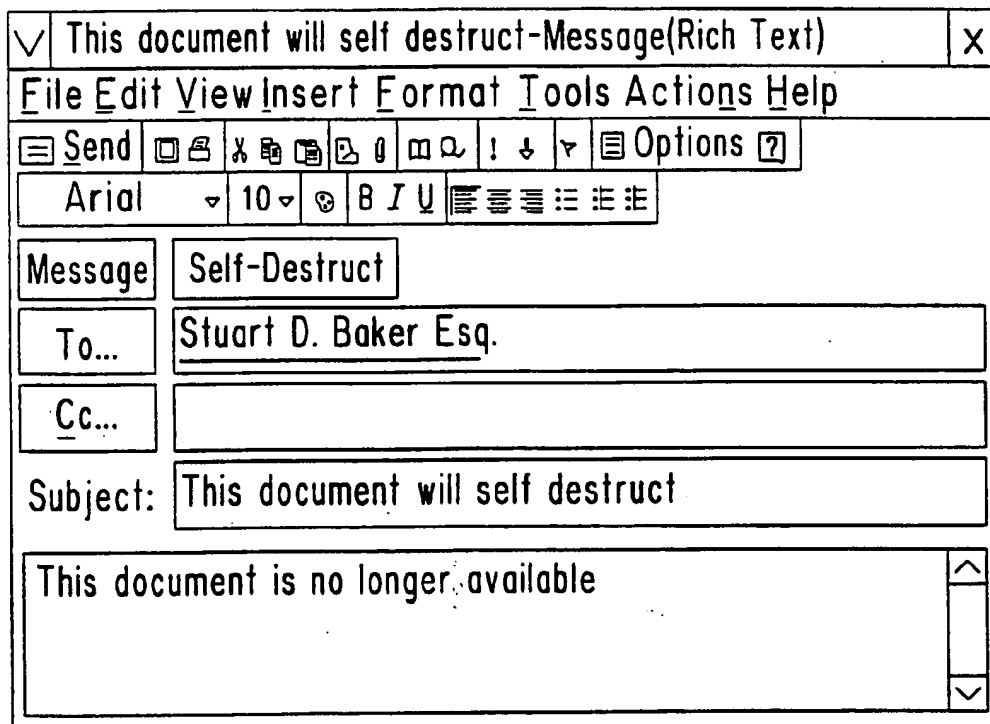 This document will self destruct-Message(Rich Text) X
File Edit View Insert Format Tools Actions Help
Send ! Options ?
Arial 10 B I U
Message Self-Destruct
To... Stuart D. Baker Esq.
Cc...
Subject: This document will self destruct
This document is no longer available